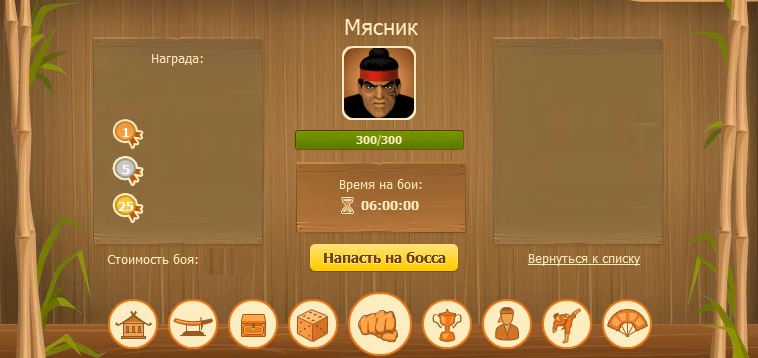 Мясник
Награда:
300/300
1
Время на бои:
5
06:00:00
25
Стоимость боя:
Напасть на босса
Вернуться к списку